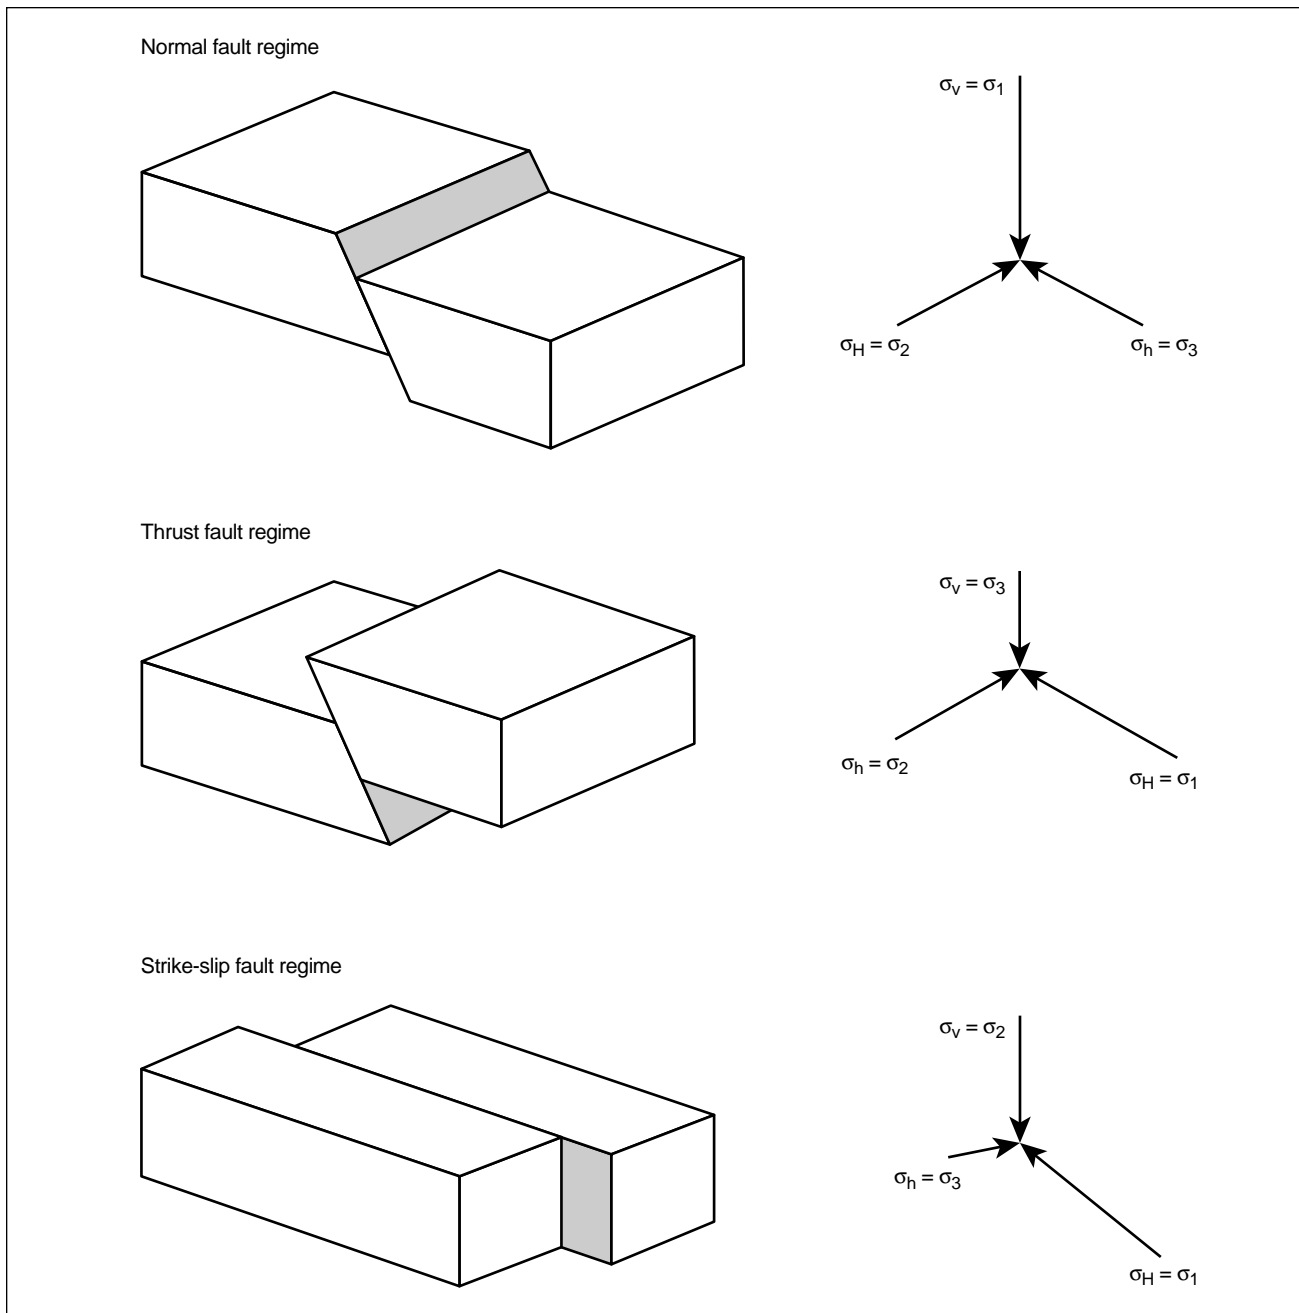 Normal fault regime
σv = σ1
σH = σ2
σh = σ3
Thrust fault regime
σv = σ3
σh = σ2
σH = σ1
Strike-slip fault regime
σv = σ2
σh = σ3
σH = σ1